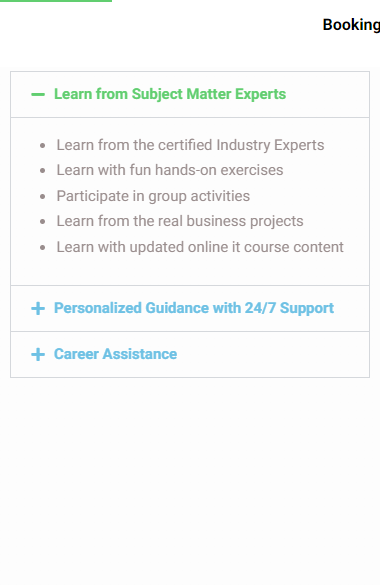 Booking
Learn from Subject Matter Experts
Learn from the certified Industry Experts
Learn with fun hands-on exercises
Participate in group activities
Learn from the real business projects
Learn with updated online it course content
Personalized Guidance with 24/7 Support
Career Assistance